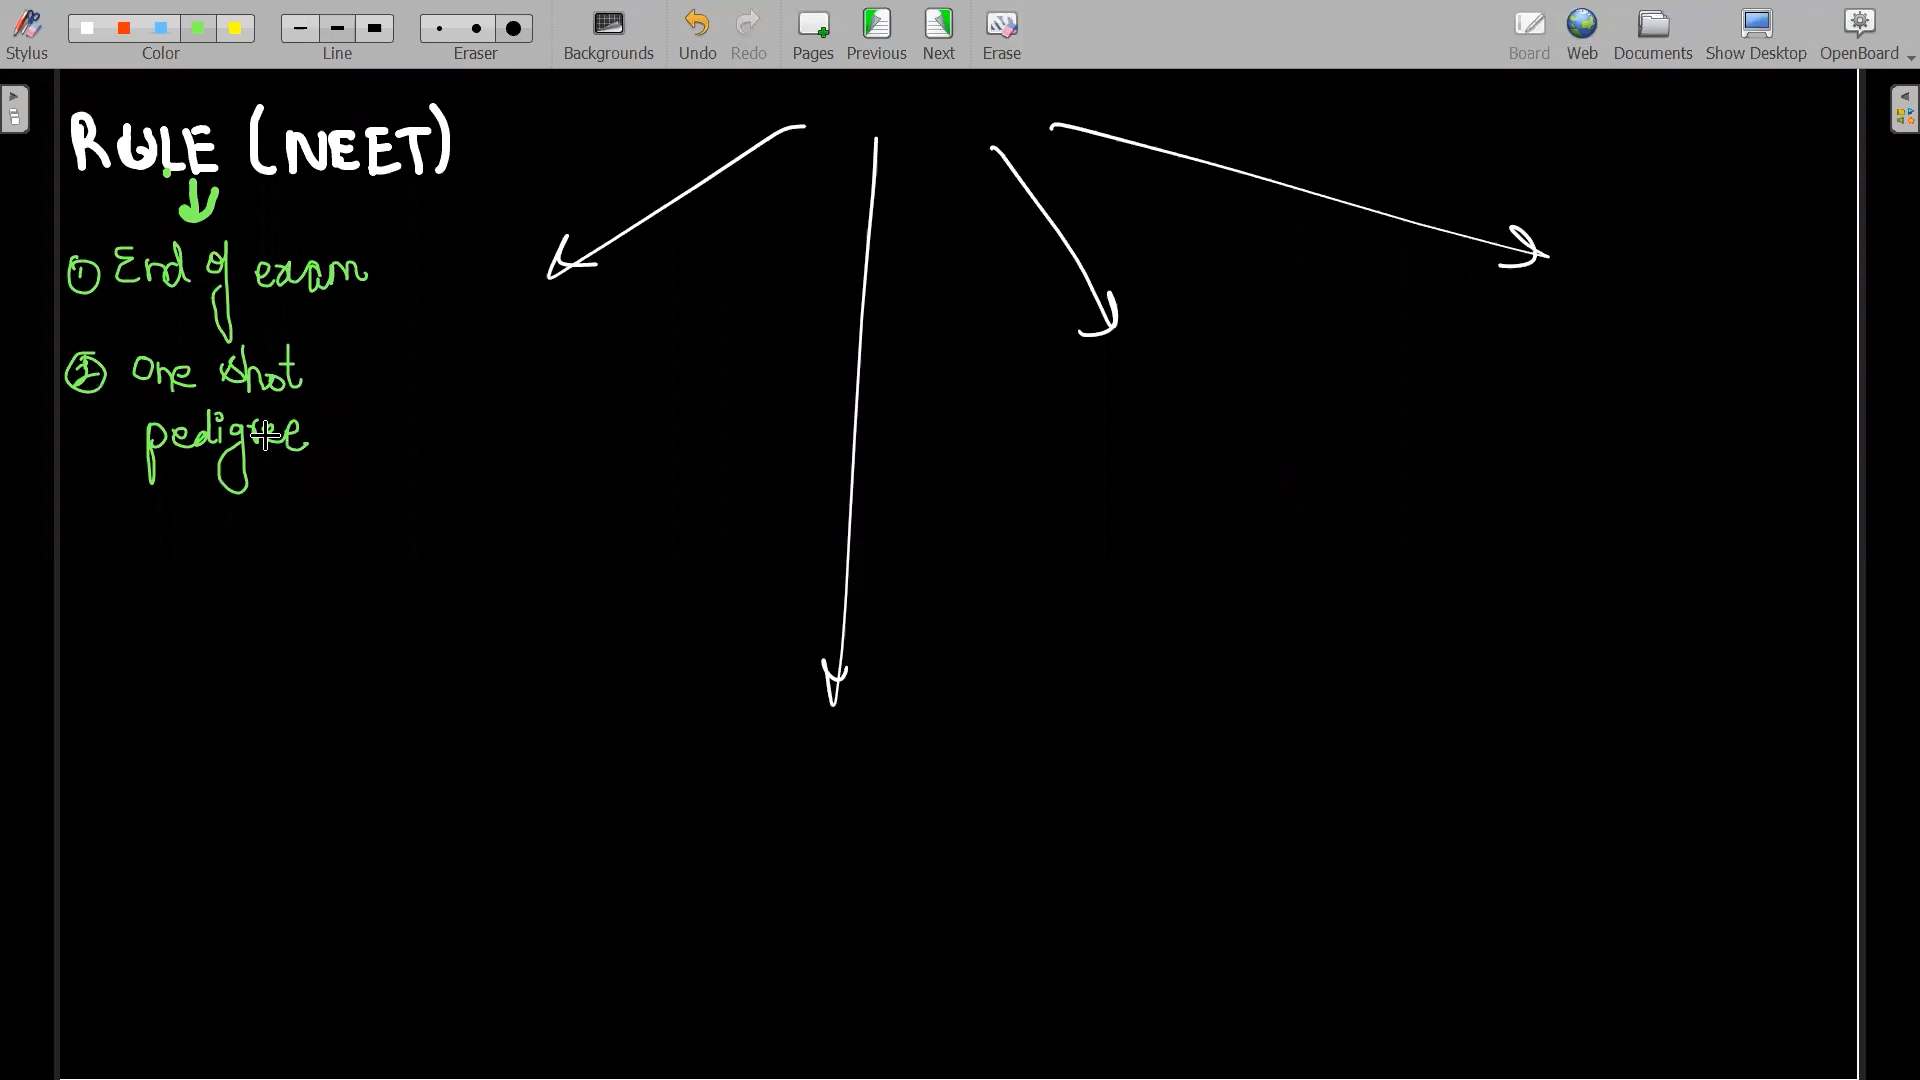 Stylus Color Line Eraser Backgrounds Undo Redo Pages Previous Next Erase Board Web Documents Show Desktop OpenBoard
RULE (NEET)
① End of exam
② One shot
pedigree